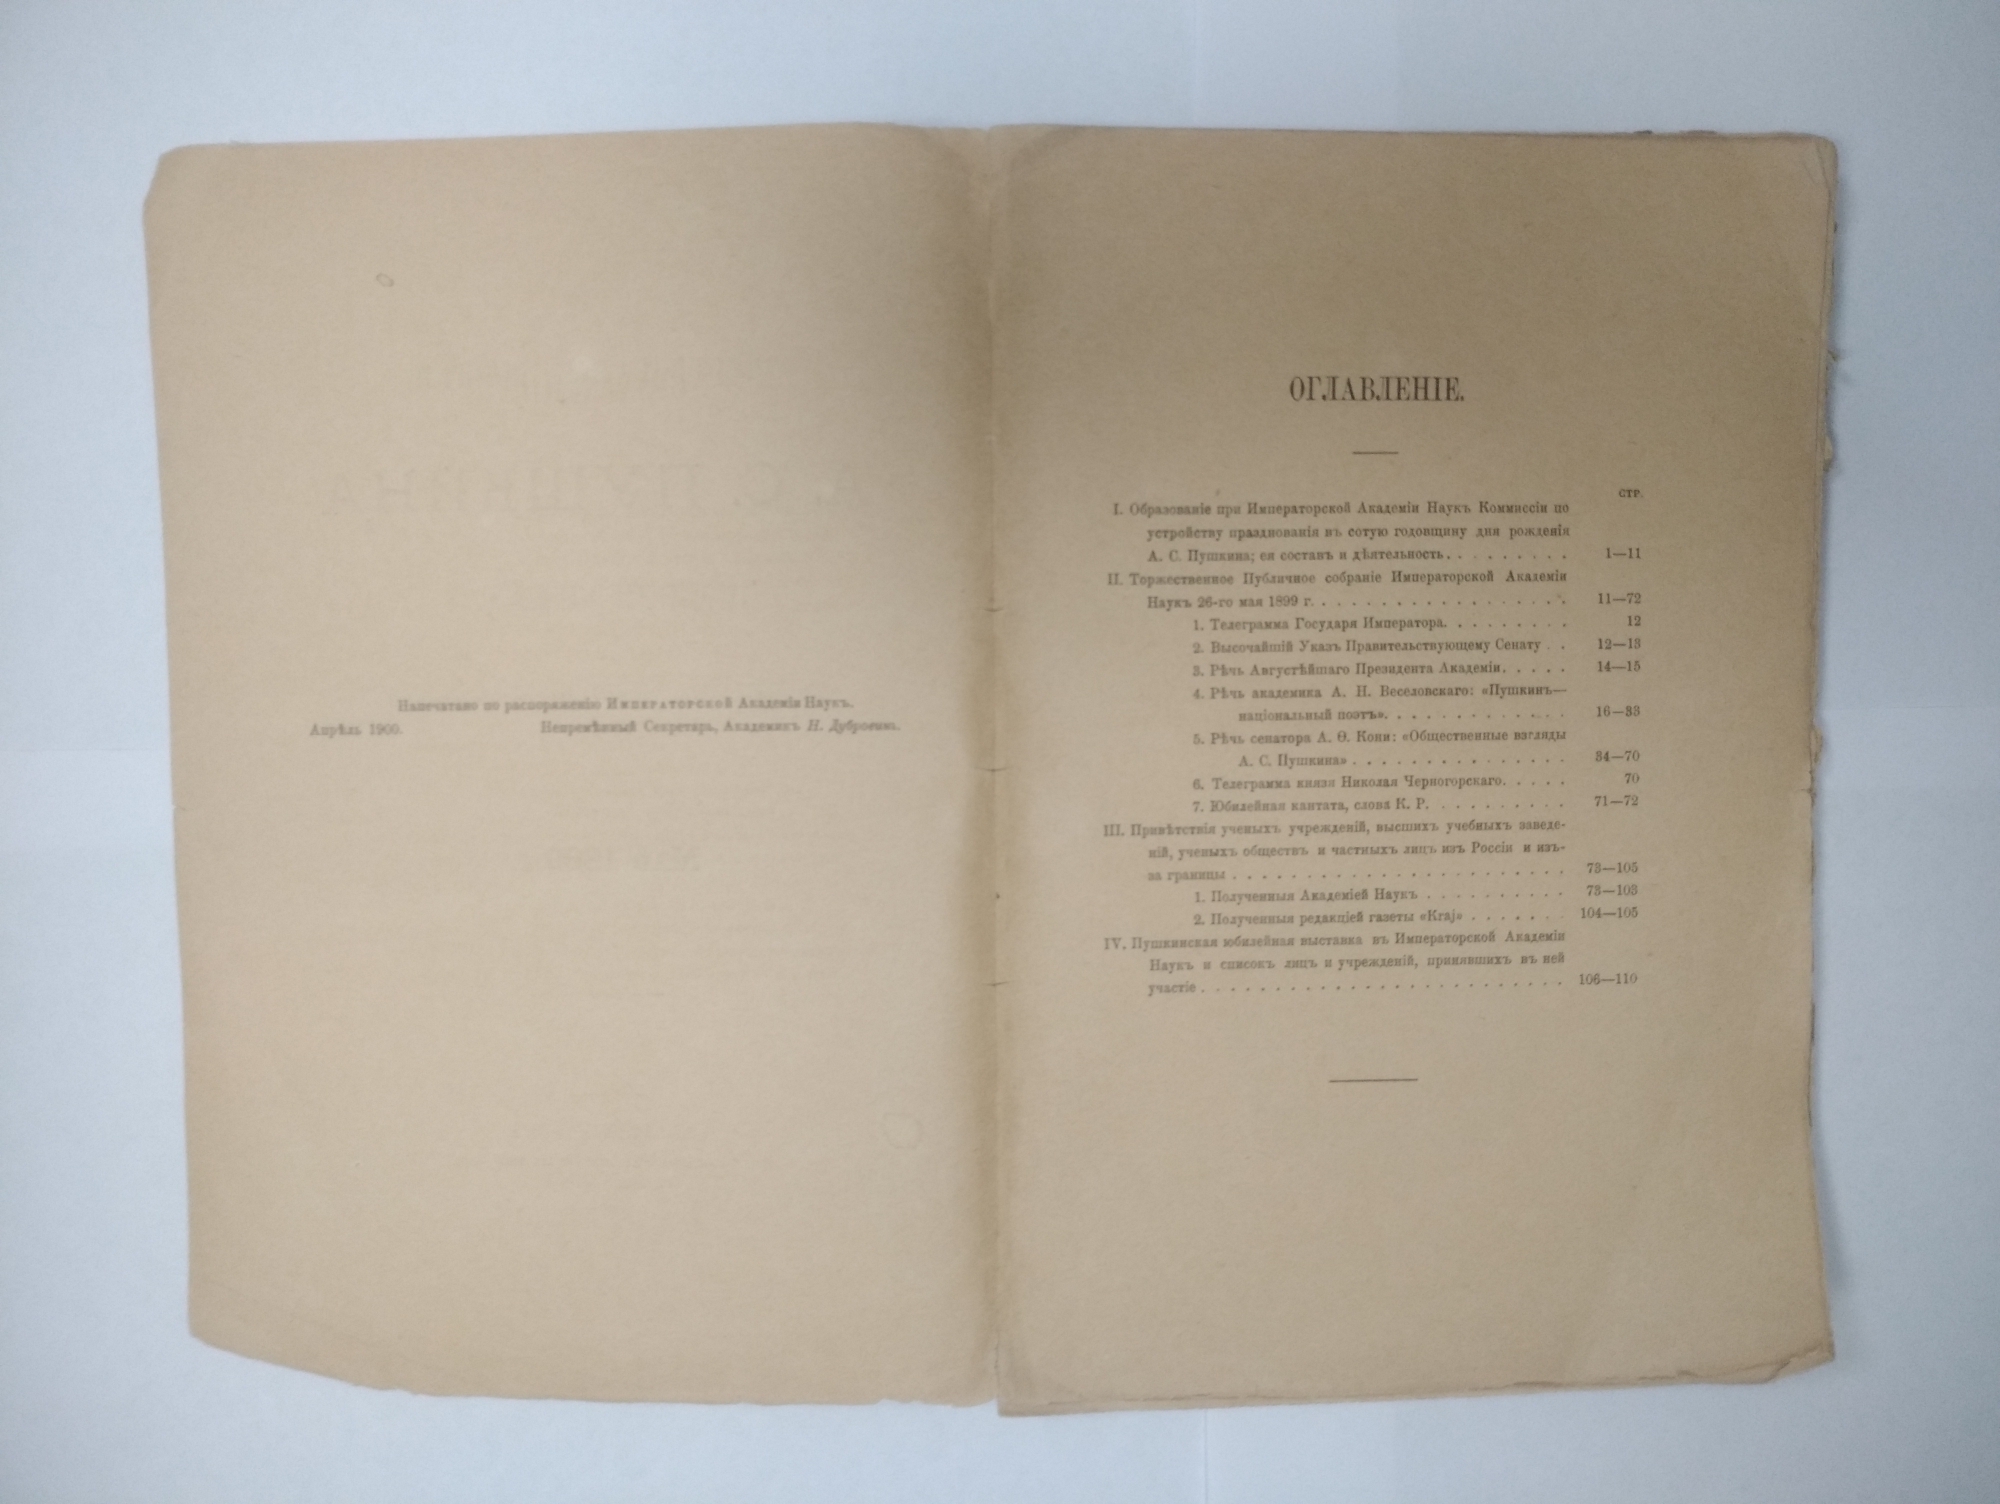 Напечатано по распоряженію Императорской Академіи Наукъ.
Апрѣль 1900. Непремѣнный Секретарь, Академикъ Н. Дубровинъ.
ОГЛАВЛЕНІЕ.
СТР.
I. Образованіе при Императорской Академіи Наукъ Коммиссіи по
устройству празднованія въ сотую годовщину дня рожденія
А. С. Пушкина; ея составъ и дѣятельность. . . . . . . . . 1—11
II. Торжественное Публичное собраніе Императорской Академіи
Наукъ 26-го мая 1899 г. . . . . . . . . . . . . . . . . . 11—72
1. Телеграмма Государя Императора. . . . . . . . . 12
2. Высочайшій Указъ Правительствующему Сенату . . 12—13
3. Рѣчь Августѣйшаго Президента Академіи. . . . . 14—15
4. Рѣчь академика А. Н. Веселовскаго: «Пушкинъ—
національный поэтъ». . . . . . . . . . . . . 16—33
5. Рѣчь сенатора А. Ѳ. Кони: «Общественные взгляды
А. С. Пушкина» . . . . . . . . . . . . . . . 34—70
6. Телеграмма князя Николая Черногорскаго. . . . . 70
7. Юбилейная кантата, слова К. Р. . . . . . . . . . 71—72
III. Привѣтствія ученыхъ учрежденій, высшихъ учебныхъ заведе-
ній, ученыхъ обществъ и частныхъ лицъ изъ Россіи и изъ-
за границы . . . . . . . . . . . . . . . . . . . . . . . 73—105
1. Полученныя Академіей Наукъ . . . . . . . . . . 73—103
2. Полученныя редакціей газеты «Kraj» . . . . . . . 104—105
IV. Пушкинская юбилейная выставка въ Императорской Академіи
Наукъ и списокъ лицъ и учрежденій, принявшихъ въ ней
участіе . . . . . . . . . . . . . . . . . . . . . . . . . 106—110